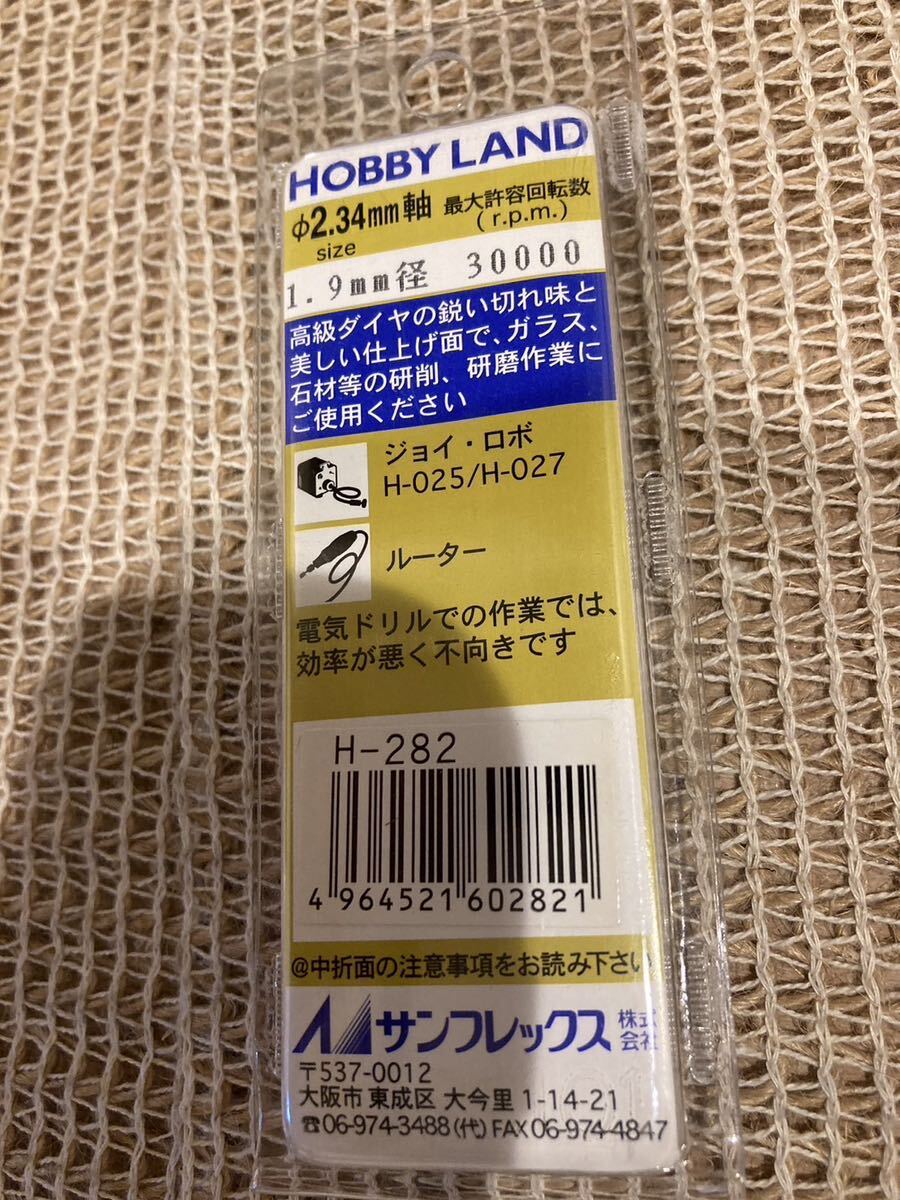 HOBBY LAND
φ2.34mm軸 最大許容回転数
size (r.p.m.)
1.9mm径 30000
高級ダイヤの鋭い切れ味と
美しい仕上げ面で、ガラス、
石材等の研削、研磨作業に
ご使用ください
ジョイ・ロボ
H-025/H-027
ルーター
電気ドリルでの作業では、
効率が悪く不向きです
H-282
4 964521 602821
@中折面の注意事項をお読み下さい
サンフレックス 株式会社
〒537-0012
大阪市 東成区 大今里 1-14-21
☎06-974-3488(代) FAX 06-974-4847